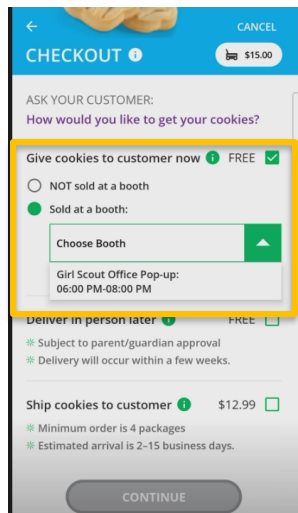 CANCEL
CHECKOUT
$15.00
ASK YOUR CUSTOMER:
How would you like to get your cookies?
Give cookies to customer now FREE
NOT sold at a booth
Sold at a booth:
Choose Booth
Girl Scout Office Pop-up:
06:00 PM-08:00 PM
Deliver in person later FREE
* Subject to parent/guardian approval
* Delivery will occur within a few weeks.
Ship cookies to customer $12.99
* Minimum order is 4 packages
* Estimated arrival is 2–15 business days.
CONTINUE